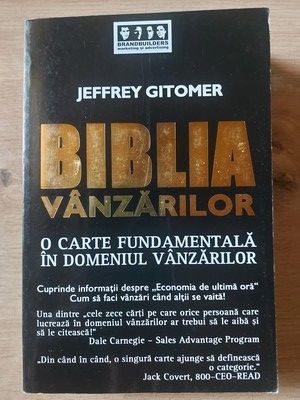 BRANDBUILDERS
marketing și advertising
JEFFREY GITOMER
BIBLIA
VÂNZĂRILOR
O CARTE FUNDAMENTALĂ
ÎN DOMENIUL VÂNZĂRILOR
Cuprinde informații despre „Economia de ultimă oră"
Cum să faci vânzări când alții se vaită!
Una dintre „cele zece cărți pe care orice persoană care
lucrează în domeniul vânzărilor ar trebui să le aibă și
să le citească!"
Dale Carnegie – Sales Advantage Program
„Din când în când, o singură carte ajunge să definească
o categorie."
Jack Covert, 800–CEO–READ